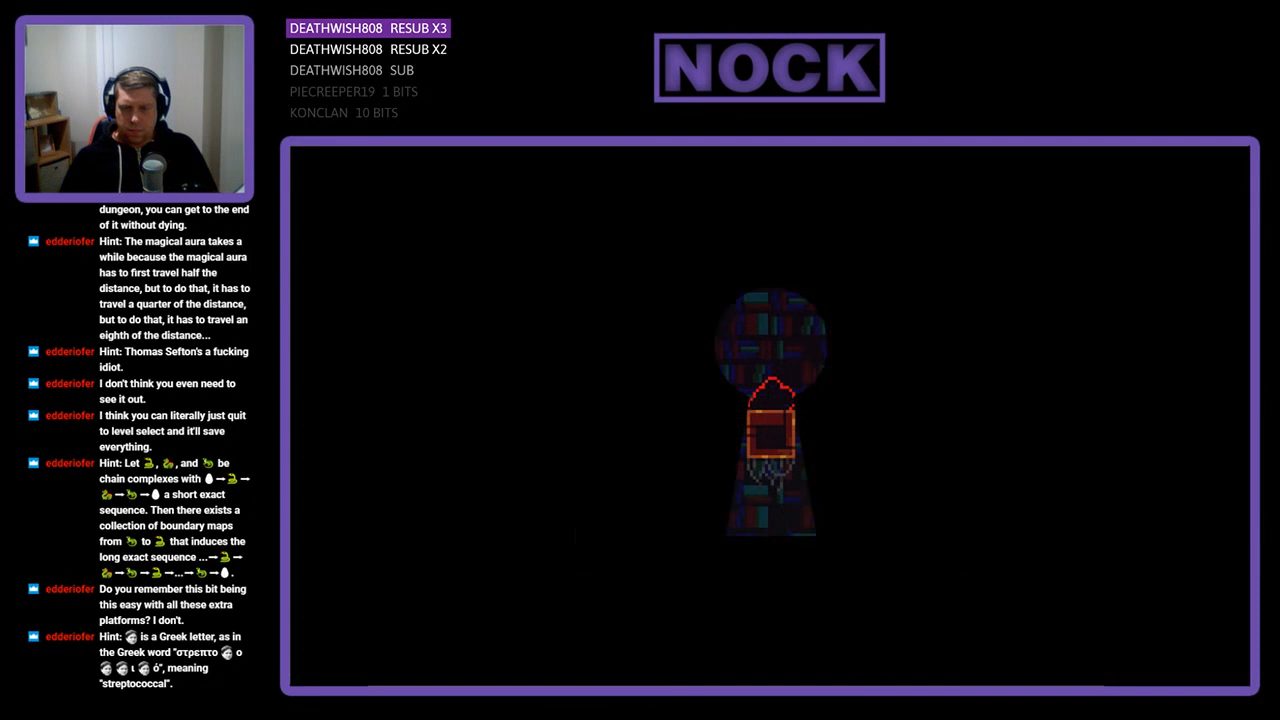 DEATHWISH808 RESUB X3
DEATHWISH808 RESUB X2
DEATHWISH808 SUB
PIECREEPER19 1 BITS
KONCLAN 10 BITS
NOCK
dungeon, you can get to the end
of it without dying.
edderiofer Hint: The magical aura takes a
while because the magical aura
has to first travel half the
distance, but to do that, it has to
travel a quarter of the distance,
but to do that, it has to travel an
eighth of the distance...
edderiofer Hint: Thomas Sefton's a fucking
idiot.
edderiofer I don't think you even need to
see it out.
edderiofer I think you can literally just quit
to level select and it'll save
everything.
edderiofer Hint: Let 🐍, 🐉, and 🦎 be
chain complexes with 🥚→🐍→
🐉→🦎→🥚 a short exact
sequence. Then there exists a
collection of boundary maps
from 🦎 to 🐍 that induces the
long exact sequence ...→🐍→
🐉→🦎→🐍→...→🦎→🥚.
edderiofer Do you remember this bit being
this easy with all these extra
platforms? I don't.
edderiofer Hint: is a Greek letter, as in
the Greek word "στρεπτο ο
ι ό", meaning
"streptococcal".